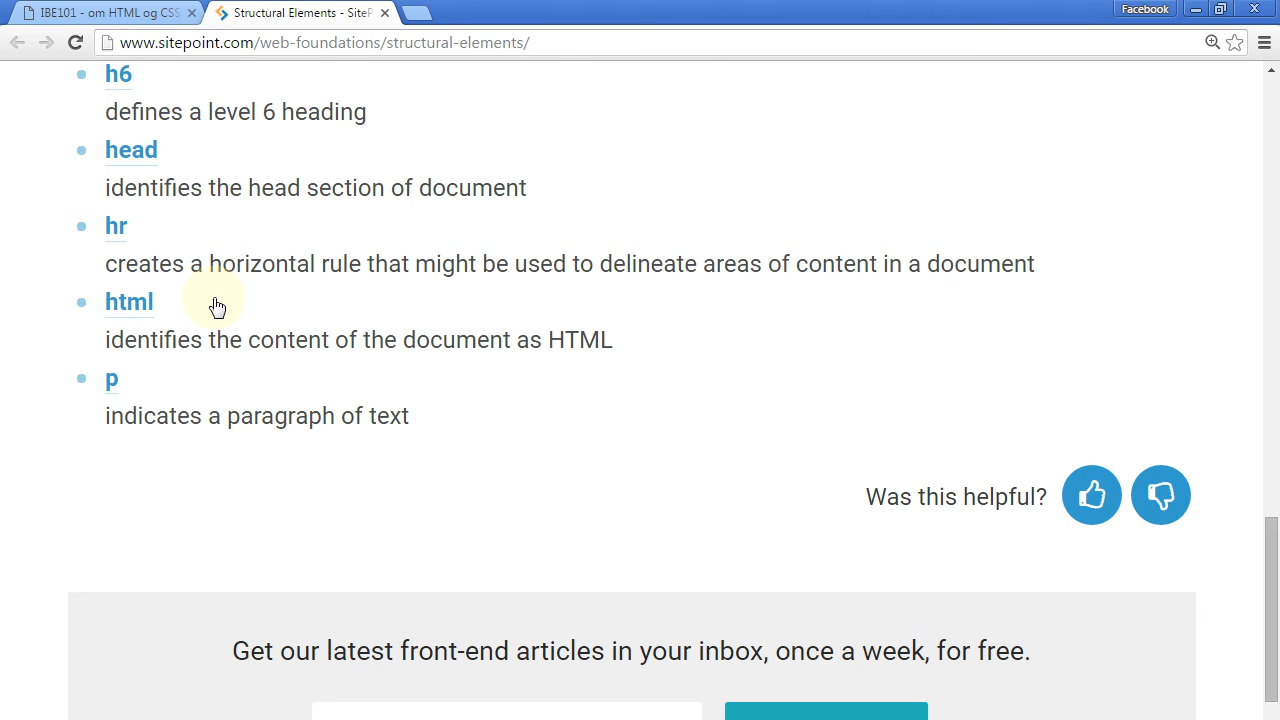 IBE101 - om HTML og CSS
Structural Elements - SiteP
Facebook
www.sitepoint.com/web-foundations/structural-elements/
h6
defines a level 6 heading
head
identifies the head section of document
hr
creates a horizontal rule that might be used to delineate areas of content in a document
html
identifies the content of the document as HTML
p
indicates a paragraph of text
Was this helpful?
Get our latest front-end articles in your inbox, once a week, for free.